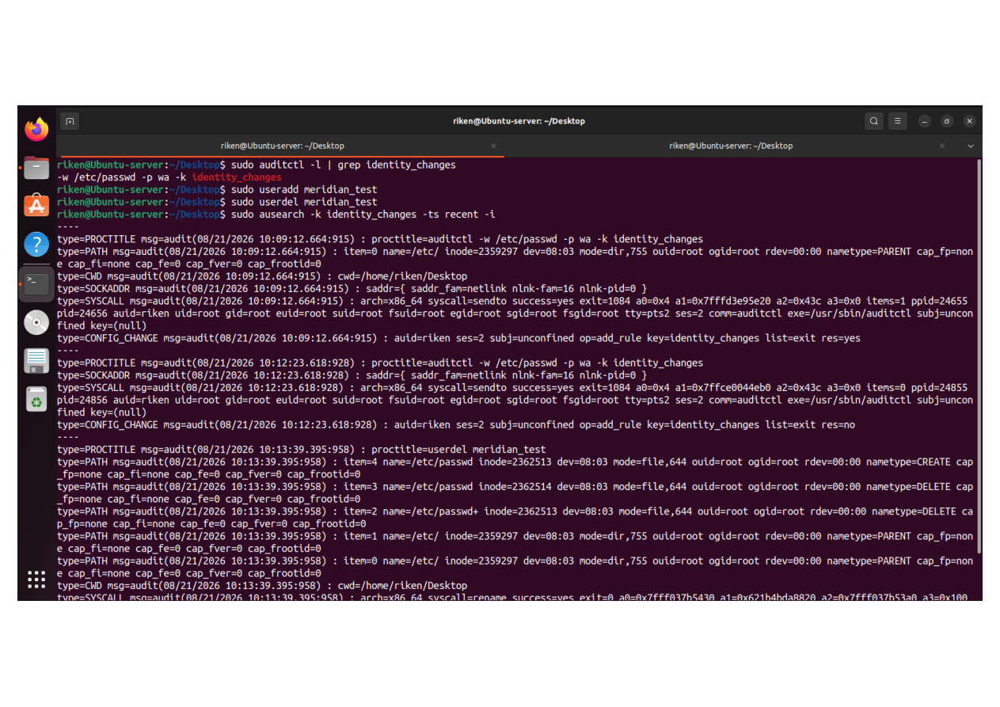 riken@Ubuntu-server: ~/Desktop
riken@Ubuntu-server: ~/Desktop
riken@Ubuntu-server: ~/Desktop
riken@Ubuntu-server:~/Desktop$ sudo auditctl -l | grep identity_changes
-w /etc/passwd -p wa -k identity_changes
riken@Ubuntu-server:~/Desktop$ sudo useradd meridian_test
riken@Ubuntu-server:~/Desktop$ sudo userdel meridian_test
riken@Ubuntu-server:~/Desktop$ sudo ausearch -k identity_changes -ts recent -i
----
type=PROCTITLE msg=audit(08/21/2026 10:09:12.664:915) : proctitle=auditctl -w /etc/passwd -p wa -k identity_changes
type=PATH msg=audit(08/21/2026 10:09:12.664:915) : item=0 name=/etc/ inode=2359297 dev=08:03 mode=dir,755 ouid=root ogid=root rdev=00:00 nametype=PARENT cap_fp=non
e cap_fi=none cap_fe=0 cap_fver=0 cap_frootid=0
type=CWD msg=audit(08/21/2026 10:09:12.664:915) : cwd=/home/riken/Desktop
type=SOCKADDR msg=audit(08/21/2026 10:09:12.664:915) : saddr={ saddr_fam=netlink nlnk-fam=16 nlnk-pid=0 }
type=SYSCALL msg=audit(08/21/2026 10:09:12.664:915) : arch=x86_64 syscall=sendto success=yes exit=1084 a0=0x4 a1=0x7fffd3e95e20 a2=0x43c a3=0x0 items=1 ppid=24655
pid=24656 auid=riken uid=root gid=root euid=root suid=root fsuid=root egid=root sgid=root fsgid=root tty=pts2 ses=2 comm=auditctl exe=/usr/sbin/auditctl subj=uncon
fined key=(null)
type=CONFIG_CHANGE msg=audit(08/21/2026 10:09:12.664:915) : auid=riken ses=2 subj=unconfined op=add_rule key=identity_changes list=exit res=yes
----
type=PROCTITLE msg=audit(08/21/2026 10:12:23.618:928) : proctitle=auditctl -w /etc/passwd -p wa -k identity_changes
type=SOCKADDR msg=audit(08/21/2026 10:12:23.618:928) : saddr={ saddr_fam=netlink nlnk-fam=16 nlnk-pid=0 }
type=SYSCALL msg=audit(08/21/2026 10:12:23.618:928) : arch=x86_64 syscall=sendto success=yes exit=1084 a0=0x4 a1=0x7ffce0044eb0 a2=0x43c a3=0x0 items=0 ppid=24855
pid=24856 auid=riken uid=root gid=root euid=root suid=root fsuid=root egid=root sgid=root fsgid=root tty=pts2 ses=2 comm=auditctl exe=/usr/sbin/auditctl subj=uncon
fined key=(null)
type=CONFIG_CHANGE msg=audit(08/21/2026 10:12:23.618:928) : auid=riken ses=2 subj=unconfined op=add_rule key=identity_changes list=exit res=no
----
type=PROCTITLE msg=audit(08/21/2026 10:13:39.395:958) : proctitle=userdel meridian_test
type=PATH msg=audit(08/21/2026 10:13:39.395:958) : item=4 name=/etc/passwd inode=2362513 dev=08:03 mode=file,644 ouid=root ogid=root rdev=00:00 nametype=CREATE cap
_fp=none cap_fi=none cap_fe=0 cap_fver=0 cap_frootid=0
type=PATH msg=audit(08/21/2026 10:13:39.395:958) : item=3 name=/etc/passwd inode=2362514 dev=08:03 mode=file,644 ouid=root ogid=root rdev=00:00 nametype=DELETE cap
_fp=none cap_fi=none cap_fe=0 cap_fver=0 cap_frootid=0
type=PATH msg=audit(08/21/2026 10:13:39.395:958) : item=2 name=/etc/passwd+ inode=2362513 dev=08:03 mode=file,644 ouid=root ogid=root rdev=00:00 nametype=DELETE ca
p_fp=none cap_fi=none cap_fe=0 cap_fver=0 cap_frootid=0
type=PATH msg=audit(08/21/2026 10:13:39.395:958) : item=1 name=/etc/ inode=2359297 dev=08:03 mode=dir,755 ouid=root ogid=root rdev=00:00 nametype=PARENT cap_fp=non
e cap_fi=none cap_fe=0 cap_fver=0 cap_frootid=0
type=PATH msg=audit(08/21/2026 10:13:39.395:958) : item=0 name=/etc/ inode=2359297 dev=08:03 mode=dir,755 ouid=root ogid=root rdev=00:00 nametype=PARENT cap_fp=non
e cap_fi=none cap_fe=0 cap_fver=0 cap_frootid=0
type=CWD msg=audit(08/21/2026 10:13:39.395:958) : cwd=/home/riken/Desktop
type=SYSCALL msg=audit(08/21/2026 10:13:39.395:958) : arch=x86_64 syscall=rename success=yes exit=0 a0=0x7fff037b5430 a1=0x621b4bda8820 a2=0x7fff037b53a0 a3=0x100